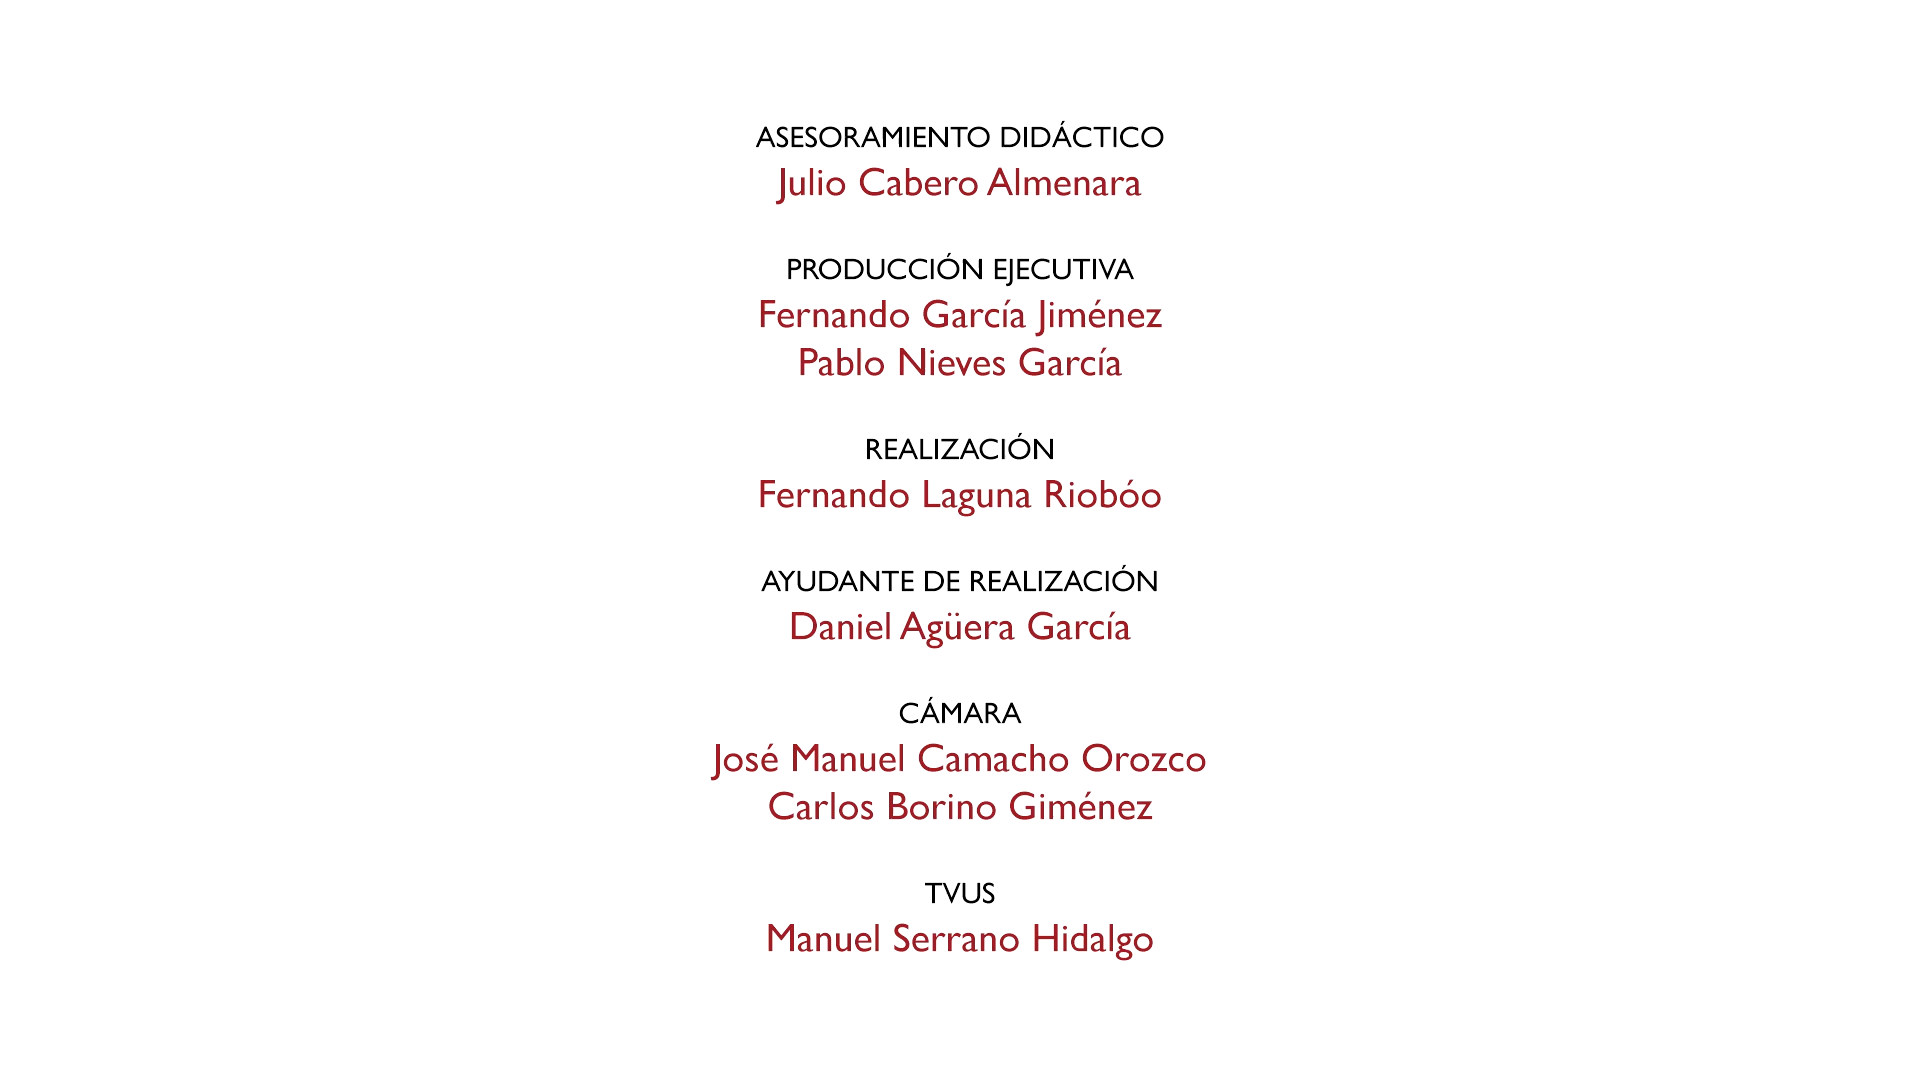 ASESORAMIENTO DIDÁCTICO
Julio Cabero Almenara
PRODUCCIÓN EJECUTIVA
Fernando García Jiménez
Pablo Nieves García
REALIZACIÓN
Fernando Laguna Riobóo
AYUDANTE DE REALIZACIÓN
Daniel Agüera García
CÁMARA
José Manuel Camacho Orozco
Carlos Borino Giménez
TVUS
Manuel Serrano Hidalgo